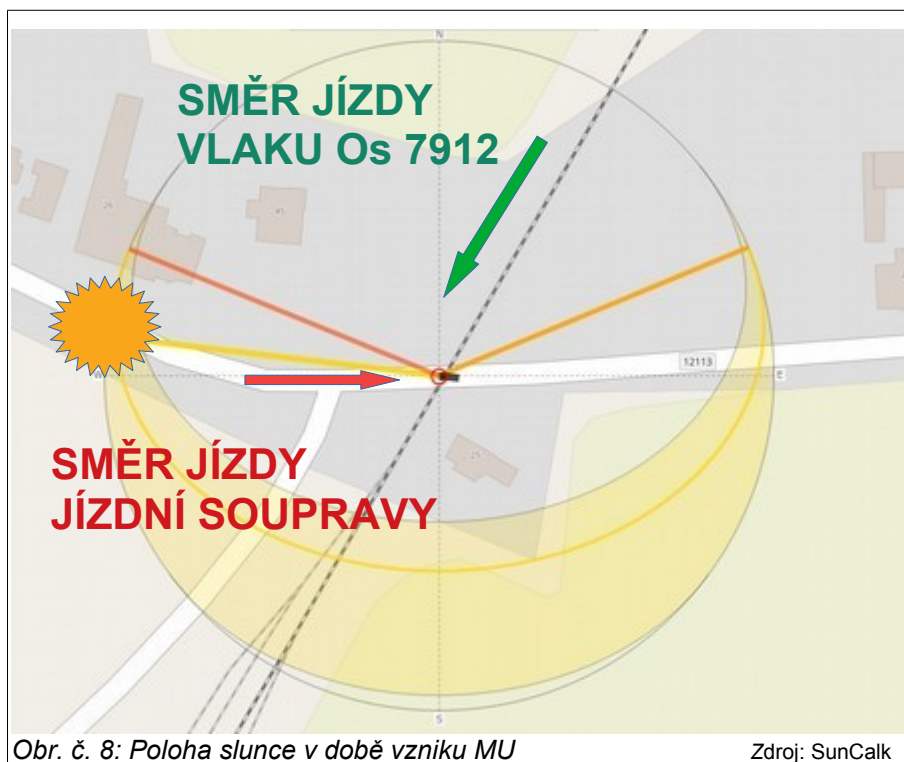 N
SMĚR JÍZDY
VLAKU Os 7912
12113
E
SMĚR JÍZDY
JÍZDNÍ SOUPRAVY
S
Obr. č. 8: Poloha slunce v době vzniku MU
Zdroj: SunCalk